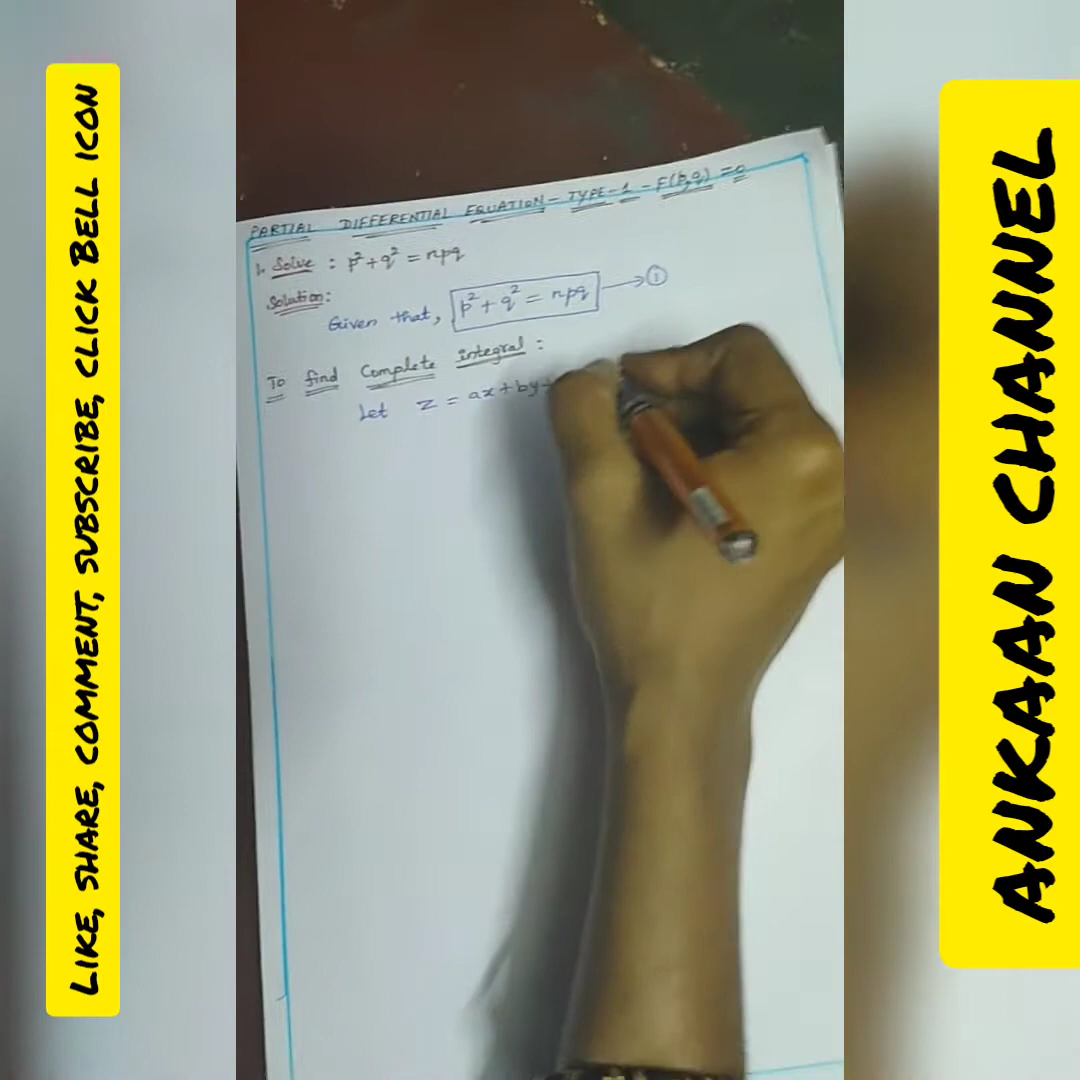 LIKE, SHARE, COMMENT, SUBSCRIBE, CLICK BELL ICON
PARTIAL DIFFERENTIAL EQUATION - TYPE-1 - F(p,q) = 0
1. Solve : p² + q² = npq
Solution:
Given that, p² + q² = npq → ①
To find Complete integral :
Let z = ax + by +
ANKAAN CHANNEL